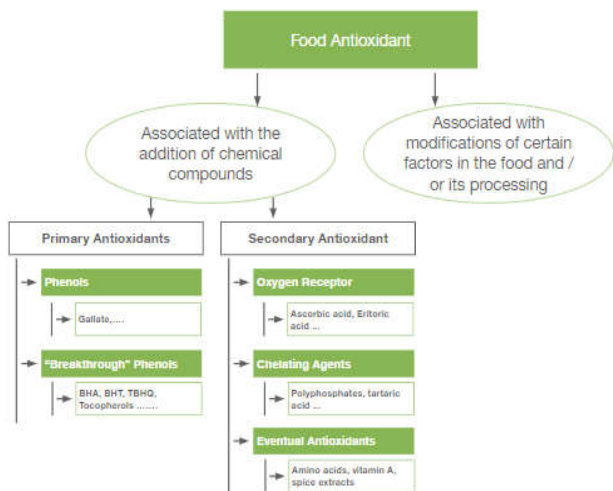 Food Antioxidant
Associated with the
addition of chemical
compounds
Associated with
modifications of certain
factors in the food and /
or its processing
Primary Antioxidants
Phenols
Gallate,....
"Breakthrough" Phenols
BHA, BHT, TBHQ,
Tocopherols .......
Secondary Antioxidant
Oxygen Receptor
Ascorbic acid, Eritoric
acid ...
Chelating Agents
Polyphosphates, tartaric
acid ...
Eventual Antioxidants
Amino acids, vitamin A,
spice extracts